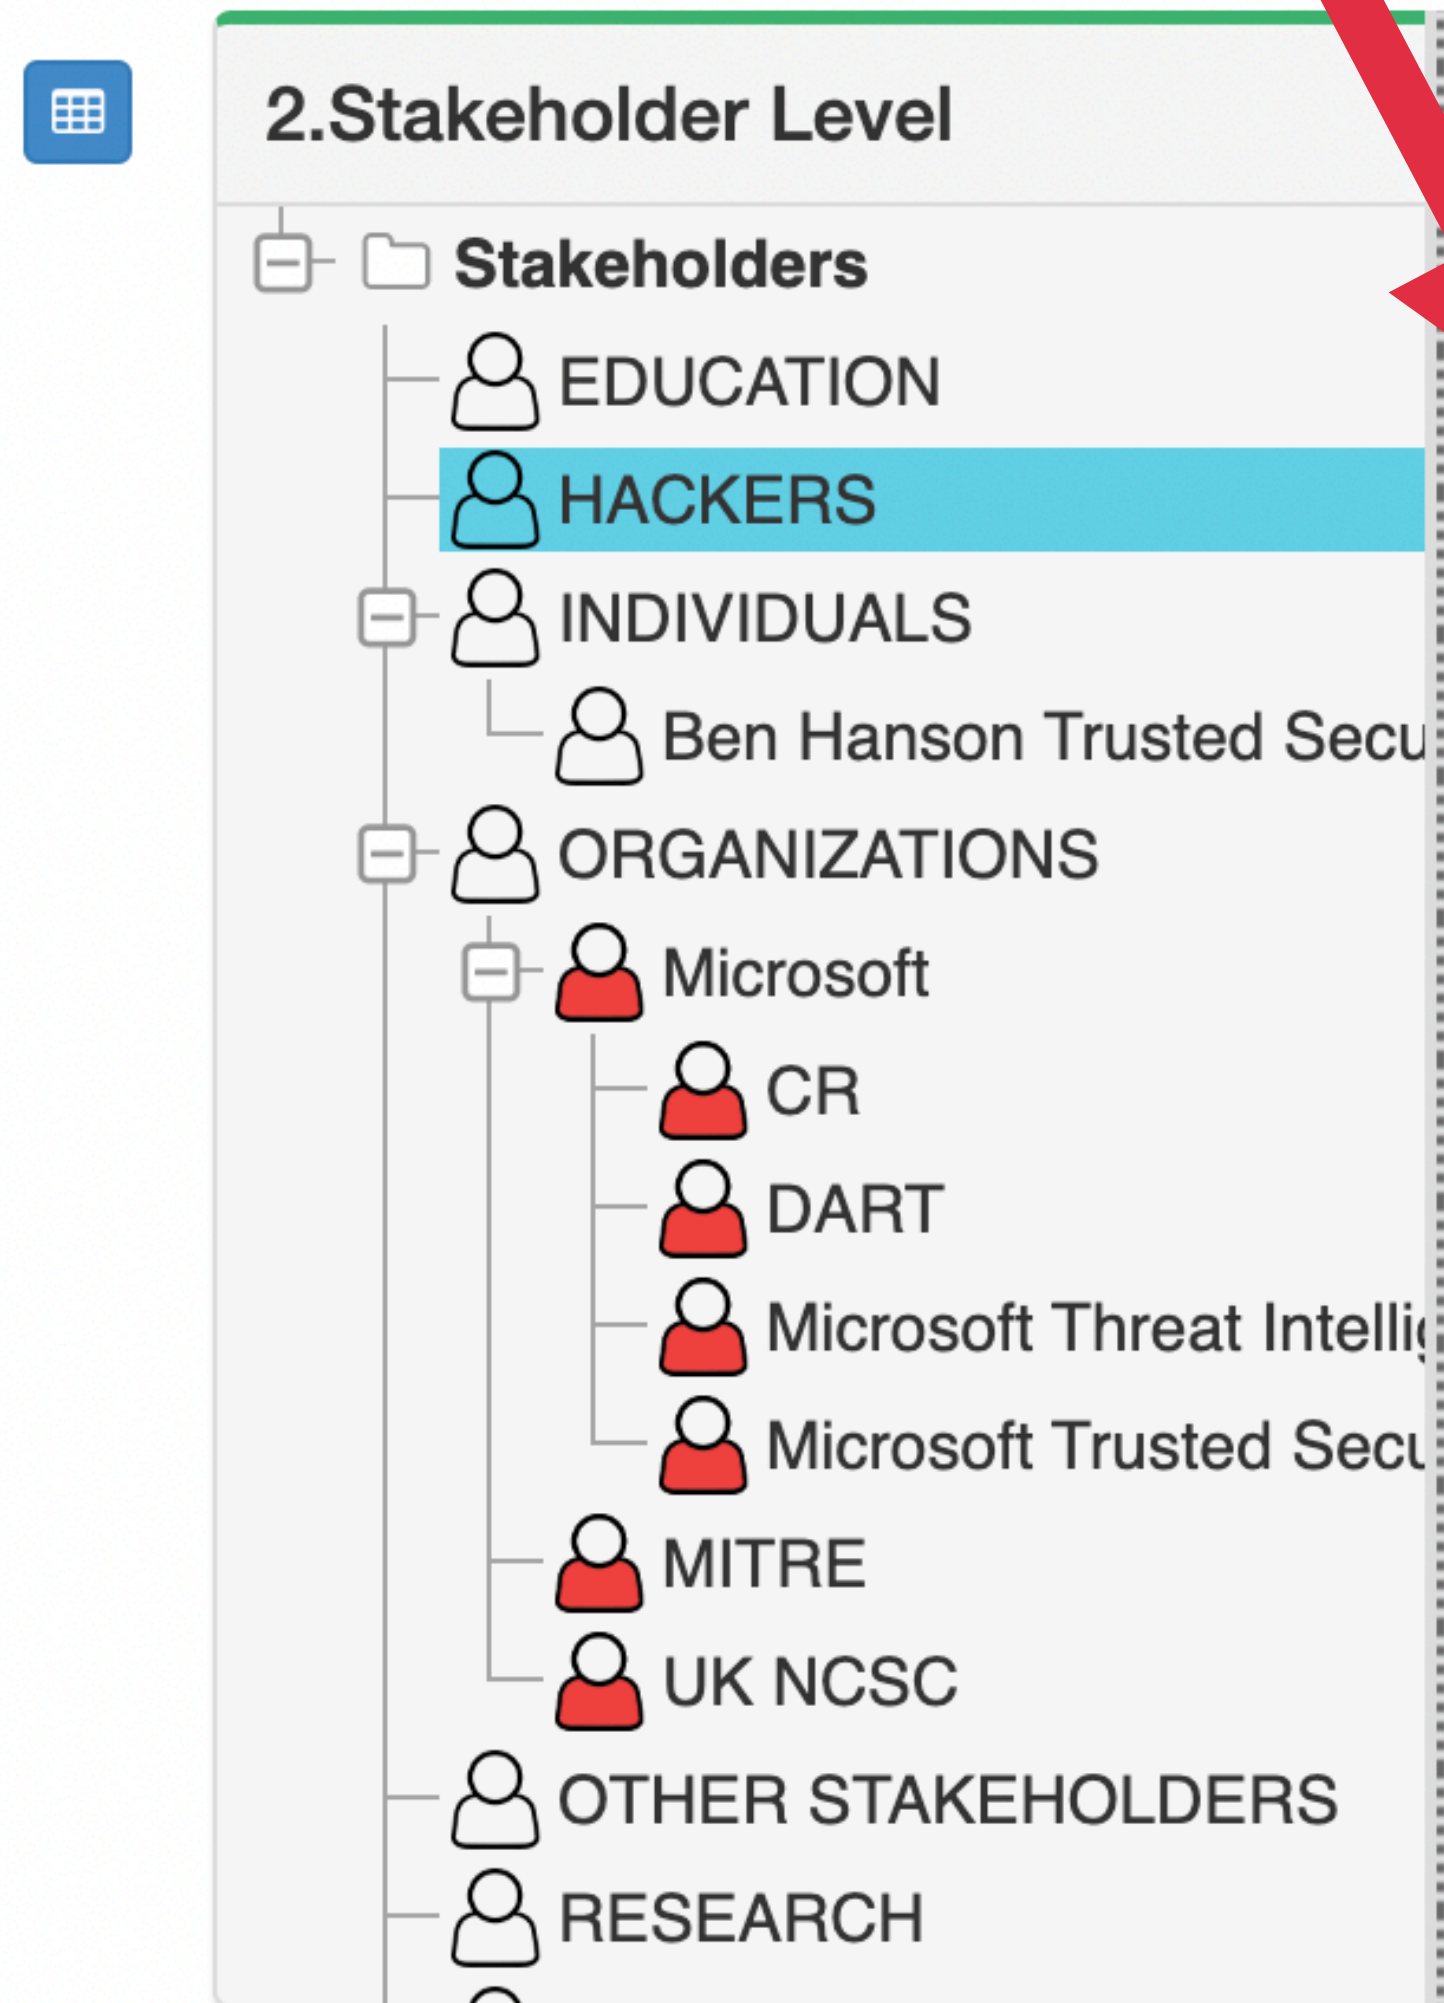 2.Stakeholder Level
Stakeholders
EDUCATION
HACKERS
INDIVIDUALS
Ben Hanson Trusted
ORGANIZATIONS
Microsoft
CR
DART
Microsoft Threat
Microsoft Trusted
MITRE
UK NCSC
OTHER STAKEHOLDERS
RESEARCH